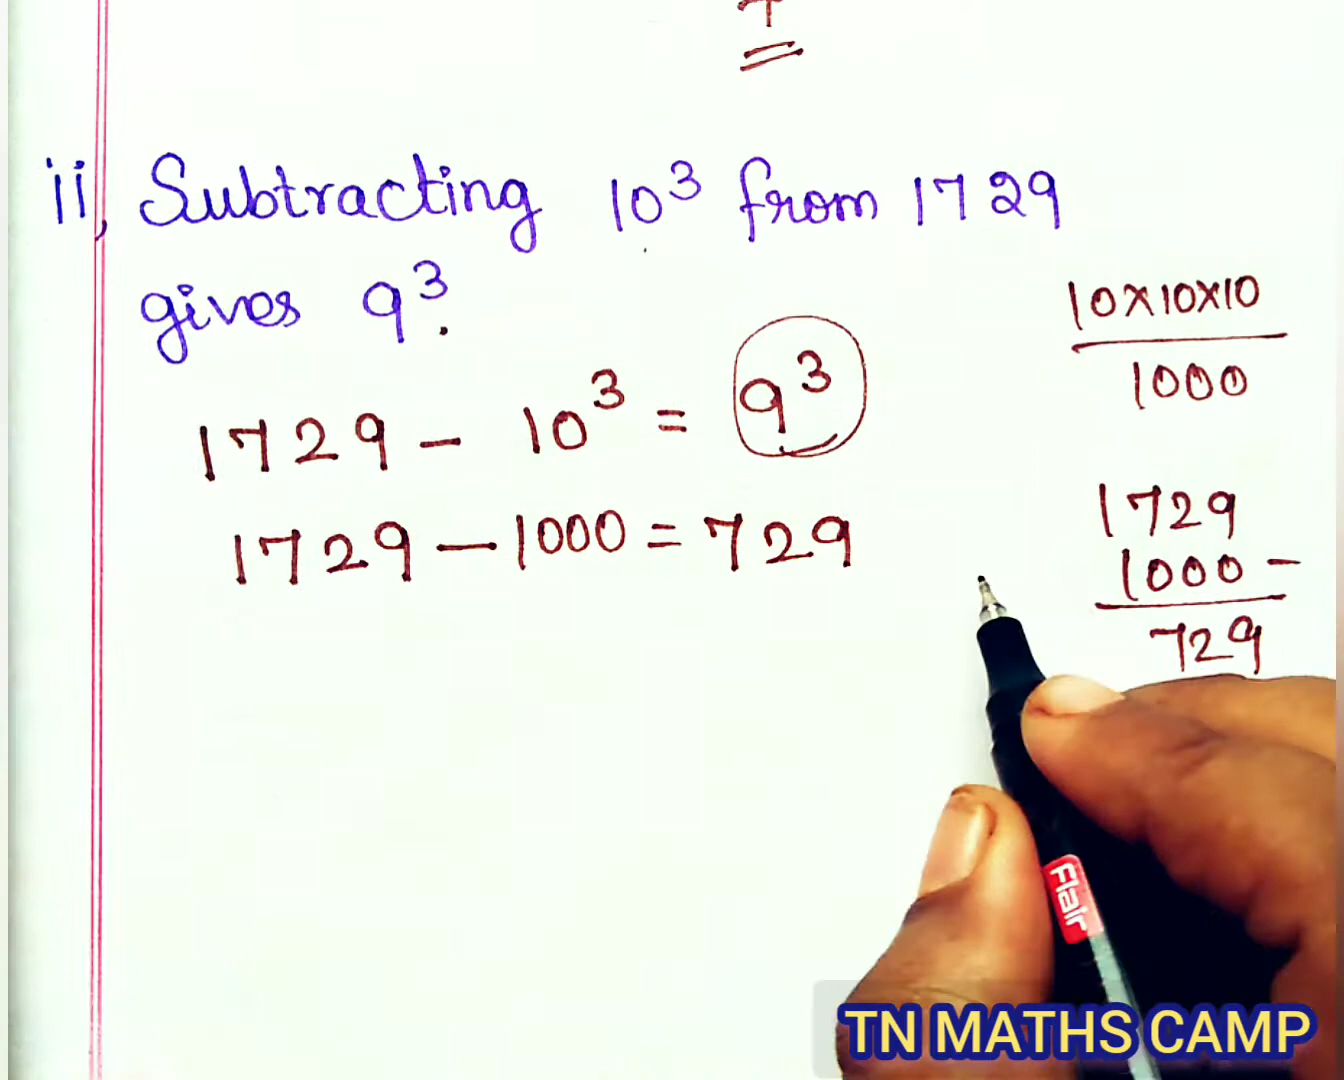 ii, Subtracting 10³ from 1729
gives 9³.
1729 - 10³ = 9³
1729 - 1000 = 729
10×10×10
1000
1729
1000 -
729
Flair
TN MATHS CAMP